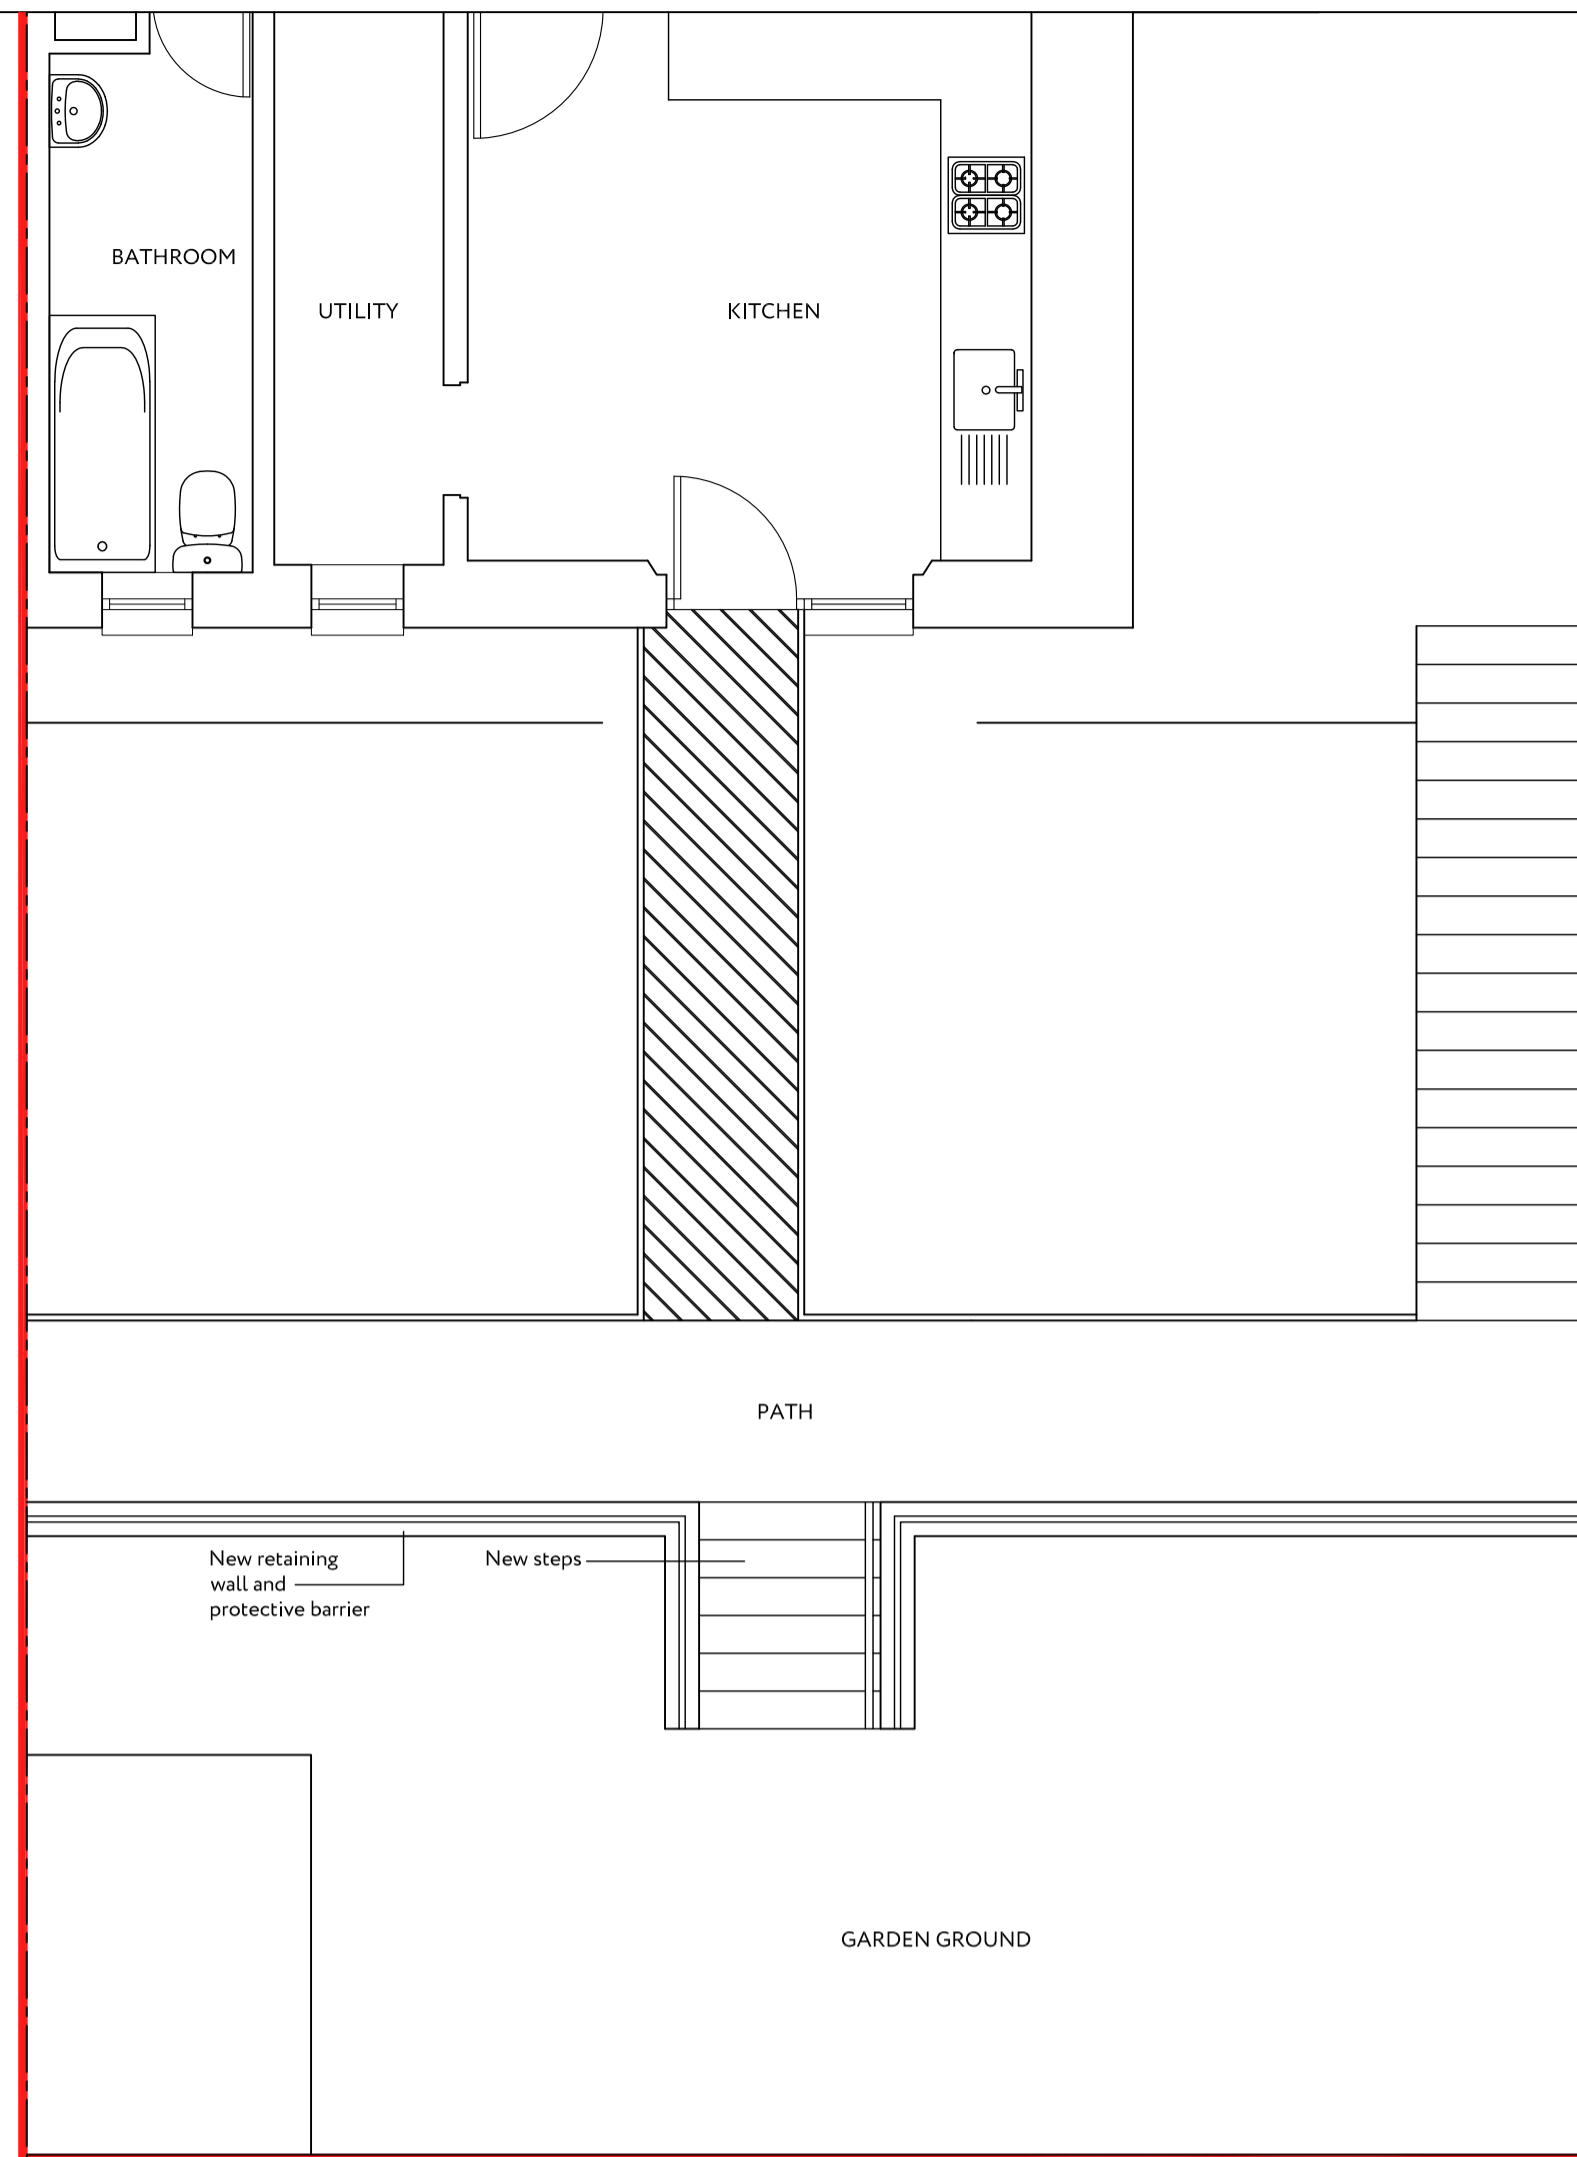 BATHROOM
UTILITY
KITCHEN
PATH
New retaining
wall and
protective barrier
New steps
GARDEN GROUND